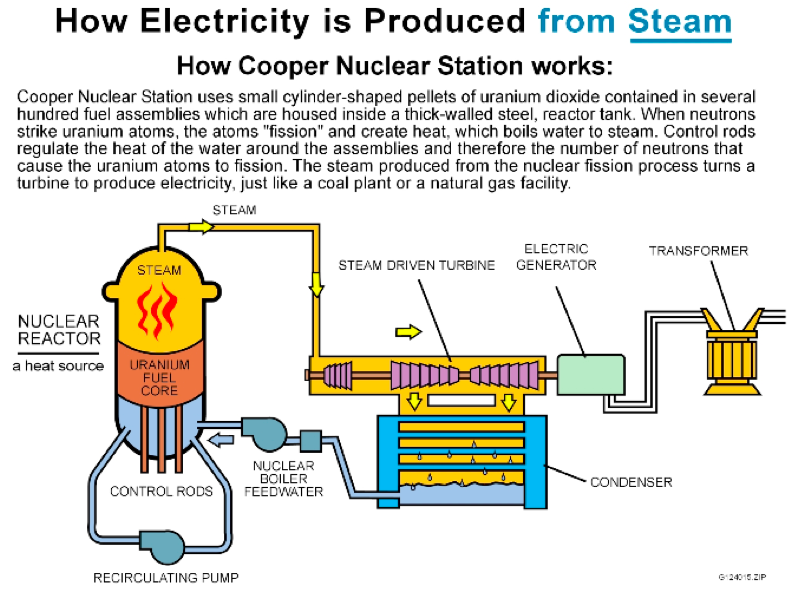 How Electricity is Produced from Steam
How Cooper Nuclear Station works:
Cooper Nuclear Station uses small cylinder-shaped pellets of uranium dioxide contained in several
hundred fuel assemblies which are housed inside a thick-walled steel, reactor tank. When neutrons
strike uranium atoms, the atoms "fission" and create heat, which boils water to steam. Control rods
regulate the heat of the water around the assemblies and therefore the number of neutrons that
cause the uranium atoms to fission. The steam produced from the nuclear fission process turns a
turbine to produce electricity, just like a coal plant or a natural gas facility.
STEAM
STEAM
STEAM DRIVEN TURBINE
ELECTRIC
GENERATOR
TRANSFORMER
NUCLEAR
REACTOR
a heat source
URANIUM
FUEL
CORE
CONTROL RODS
NUCLEAR
BOILER
FEEDWATER
CONDENSER
RECIRCULATING PUMP
G124015.ZIP